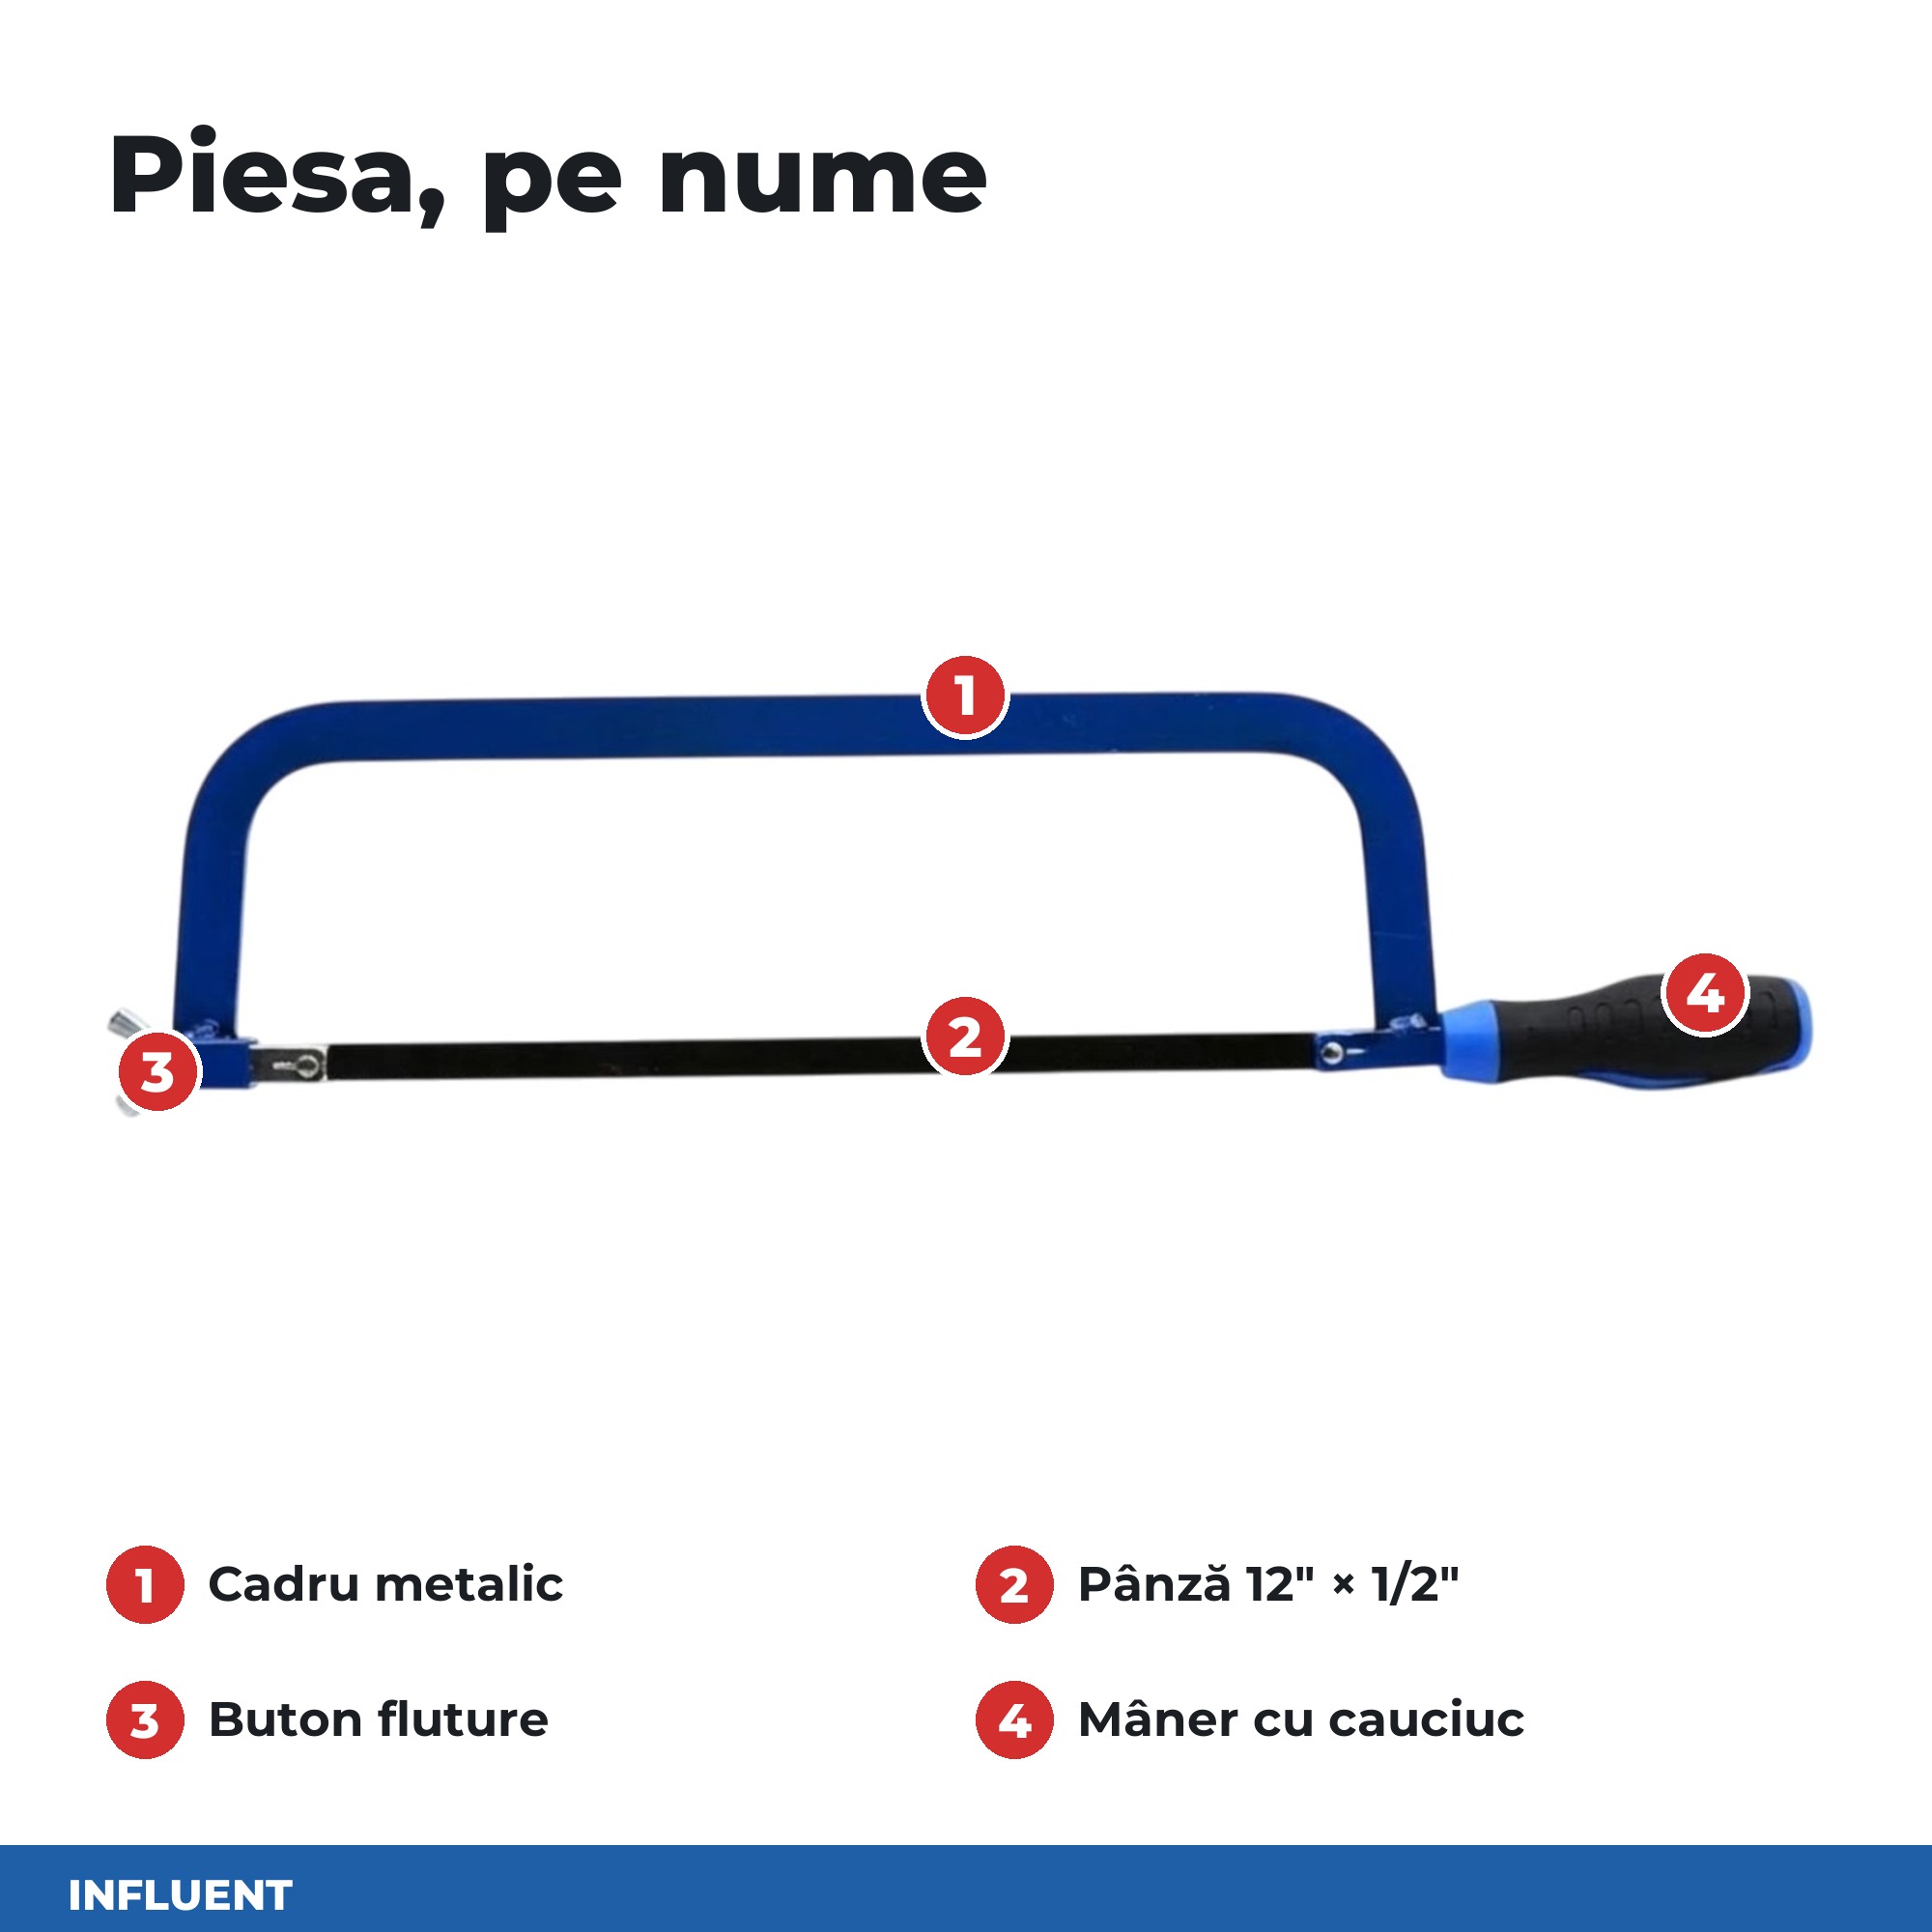 Piesa, pe nume
1
2
3
4
1 Cadru metalic
2 Pânză 12" × 1/2"
3 Buton fluture
4 Mâner cu cauciuc
INFLUENT